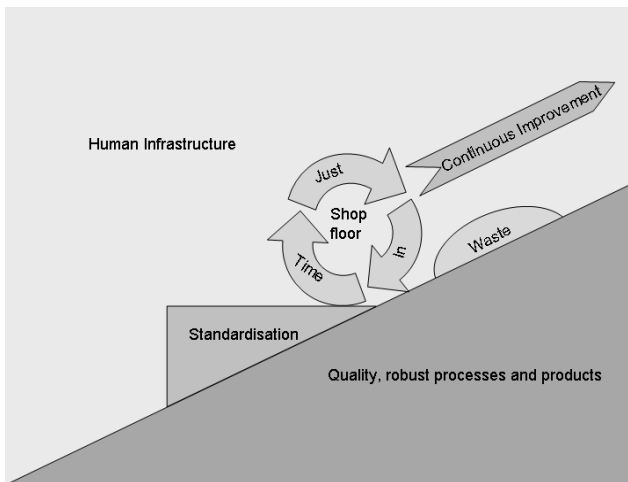 Continuous Improvement
Human Infrastructure
Just
Shop
floor
In
Waste
Time
Standardisation
Quality, robust processes and products